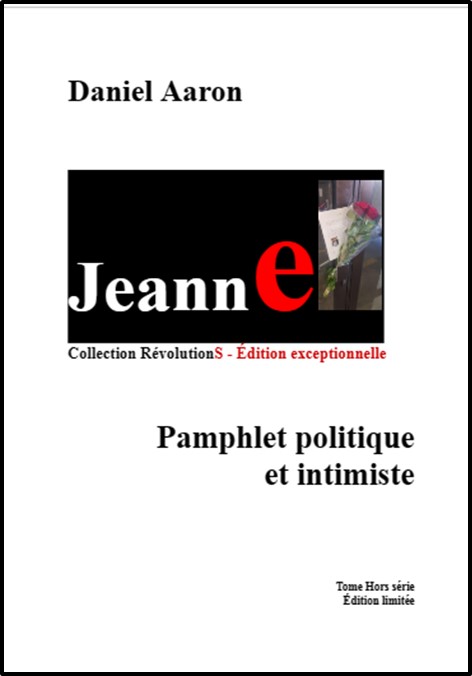 Daniel Aaron
Jeanne
Collection RévolutionS - Édition exceptionnelle
Pamphlet politique
et intimiste
Tome Hors série
Édition limitée